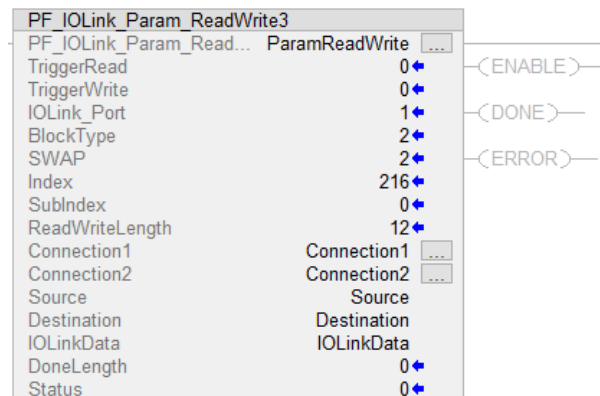 PF_IOLink_Param_ReadWrite3
PF_IOLink_Param_Read... ParamReadWrite ...
TriggerRead 0
ENABLE
TriggerWrite 0
IOLink_Port 1
DONE
BlockType 2
SWAP 2
ERROR
Index 216
SubIndex 0
ReadWriteLength 12
Connection1 Connection1 ...
Connection2 Connection2 ...
Source Source
Destination Destination
IOLinkData IOLinkData
DoneLength 0
Status 0